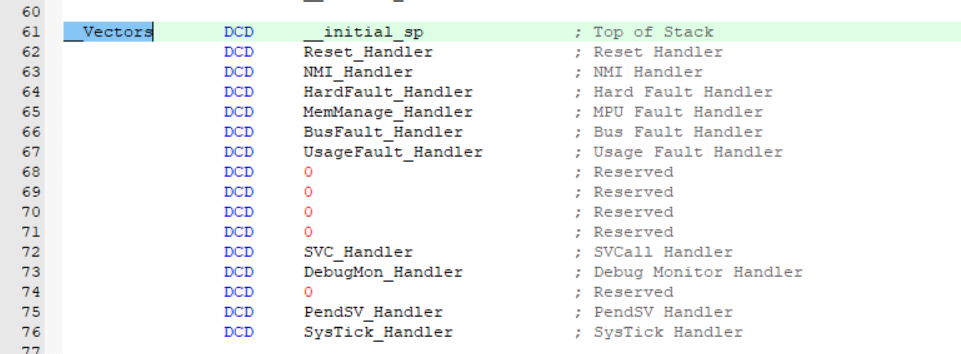 60
61 __Vectors DCD __initial_sp ; Top of Stack
62 DCD Reset_Handler ; Reset Handler
63 DCD NMI_Handler ; NMI Handler
64 DCD HardFault_Handler ; Hard Fault Handler
65 DCD MemManage_Handler ; MPU Fault Handler
66 DCD BusFault_Handler ; Bus Fault Handler
67 DCD UsageFault_Handler ; Usage Fault Handler
68 DCD 0 ; Reserved
69 DCD 0 ; Reserved
70 DCD 0 ; Reserved
71 DCD 0 ; Reserved
72 DCD SVC_Handler ; SVCall Handler
73 DCD DebugMon_Handler ; Debug Monitor Handler
74 DCD 0 ; Reserved
75 DCD PendSV_Handler ; PendSV Handler
76 DCD SysTick_Handler ; SysTick Handler
77